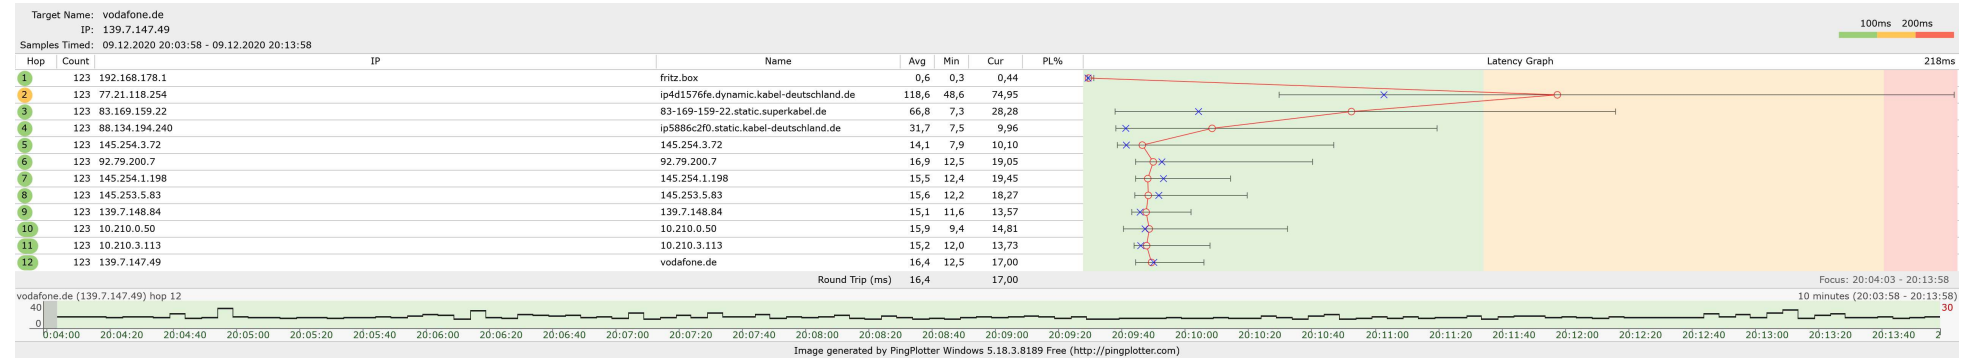 Target Name: vodafone.de
IP: 139.7.147.49
Samples Timed: 09.12.2020 20:03:58 - 09.12.2020 20:13:58
100ms 200ms
Hop Count IP Name Avg Min Cur PL% Latency Graph 218ms
1 123 192.168.178.1 fritz.box 0,6 0,3 0,44
2 123 77.21.118.254 ip4d1576fe.dynamic.kabel-deutschland.de 118,6 48,6 74,95
3 123 83.169.159.22 83-169-159-22.static.superkabel.de 66,8 7,3 28,28
4 123 88.134.194.240 ip5886c2f0.static.kabel-deutschland.de 31,7 7,5 9,96
5 123 145.254.3.72 145.254.3.72 14,1 7,9 10,10
6 123 92.79.200.7 92.79.200.7 16,9 12,5 19,05
7 123 145.254.1.198 145.254.1.198 15,5 12,4 19,45
8 123 145.253.5.83 145.253.5.83 15,6 12,2 18,27
9 123 139.7.148.84 139.7.148.84 15,1 11,6 13,57
10 123 10.210.0.50 10.210.0.50 15,9 9,4 14,81
11 123 10.210.3.113 10.210.3.113 15,2 12,0 13,73
12 123 139.7.147.49 vodafone.de 16,4 12,5 17,00
Round Trip (ms) 16,4 17,00 Focus: 20:04:03 - 20:13:58
vodafone.de (139.7.147.49) hop 12 10 minutes (20:03:58 - 20:13:58)
40 30
0
0:04:00 20:04:20 20:04:40 20:05:00 20:05:20 20:05:40 20:06:00 20:06:20 20:06:40 20:07:00 20:07:20 20:07:40 20:08:00 20:08:20 20:08:40 20:09:00 20:09:20 20:09:40 20:10:00 20:10:20 20:10:40 20:11:00 20:11:20 20:11:40 20:12:00 20:12:20 20:12:40 20:13:00 20:13:20 20:13:40 2
Image generated by PingPlotter Windows 5.18.3.8189 Free (http://pingplotter.com)